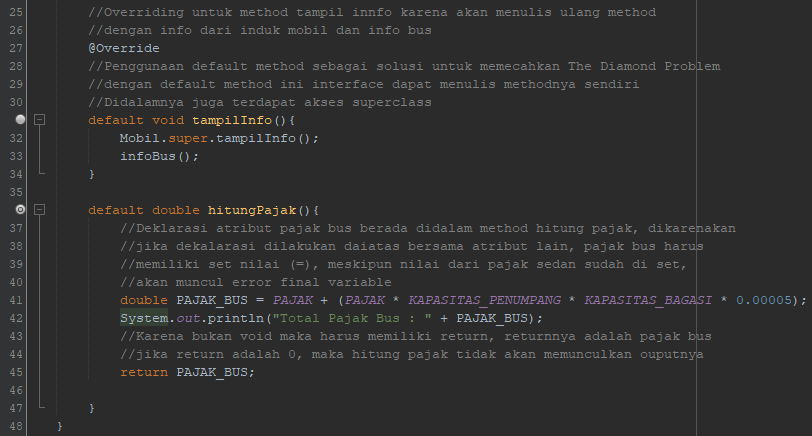 25 //Overriding untuk method tampil innfo karena akan menulis ulang method
26 //dengan info dari induk mobil dan info bus
27 @Override
28 //Penggunaan default method sebagai solusi untuk memecahkan The Diamond Problem
29 //dengan default method ini interface dapat menulis methodnya sendiri
30 //Didalamnya juga terdapat akses superclass
default void tampilInfo(){
32 Mobil.super.tampilInfo();
33 infoBus();
34 }
35
default double hitungPajak(){
37 //Deklarasi atribut pajak bus berada didalam method hitung pajak, dikarenakan
38 //jika dekalarasi dilakukan daiatas bersama atribut lain, pajak bus harus
39 //memiliki set nilai (=), meskipun nilai dari pajak sedan sudah di set,
40 //akan muncul error final variable
41 double PAJAK_BUS = PAJAK + (PAJAK * KAPASITAS_PENUMPANG * KAPASITAS_BAGASI * 0.00005);
42 System.out.println("Total Pajak Bus : " + PAJAK_BUS);
43 //Karena bukan void maka harus memiliki return, returnnya adalah pajak bus
44 //jika return adalah 0, maka hitung pajak tidak akan memunculkan ouputnya
45 return PAJAK_BUS;
46
47 }
48 }